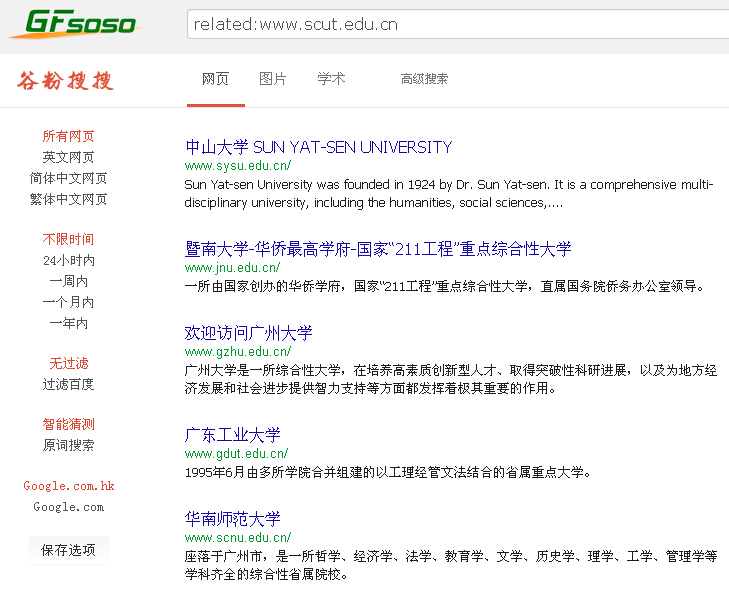 GFsoso
related:www.scut.edu.cn
谷粉搜搜
网页 图片 学术 高级搜索
所有网页
英文网页
简体中文网页
繁体中文网页
不限时间
24小时内
一周内
一个月内
一年内
无过滤
过滤百度
智能猜测
原词搜索
Google.com.hk
Google.com
保存选项
中山大学 SUN YAT-SEN UNIVERSITY
www.sysu.edu.cn/
Sun Yat-sen University was founded in 1924 by Dr. Sun Yat-sen. It is a comprehensive multi-
disciplinary university, including the humanities, social sciences,....
暨南大学-华侨最高学府-国家“211工程”重点综合性大学
www.jnu.edu.cn/
一所由国家创办的华侨学府，国家“211工程”重点综合性大学，直属国务院侨务办公室领导。
欢迎访问广州大学
www.gzhu.edu.cn/
广州大学是一所综合性大学，在培养高素质创新型人才、取得突破性科研进展，以及为地方经
济发展和社会进步提供智力支持等方面都发挥着极其重要的作用。
广东工业大学
www.gdut.edu.cn/
1995年6月由多所学院合并组建的以工理经管文法结合的省属重点大学。
华南师范大学
www.scnu.edu.cn/
座落于广州市，是一所哲学、经济学、法学、教育学、文学、历史学、理学、工学、管理学等
学科齐全的综合性省属院校。